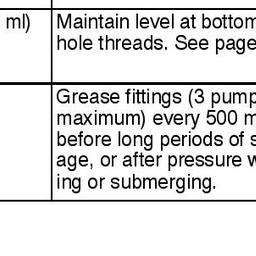 ml) Maintain level at bottom
hole threads. See page
Grease fittings (3 pump
maximum) every 500 m
before long periods of s
age, or after pressure w
ing or submerging.